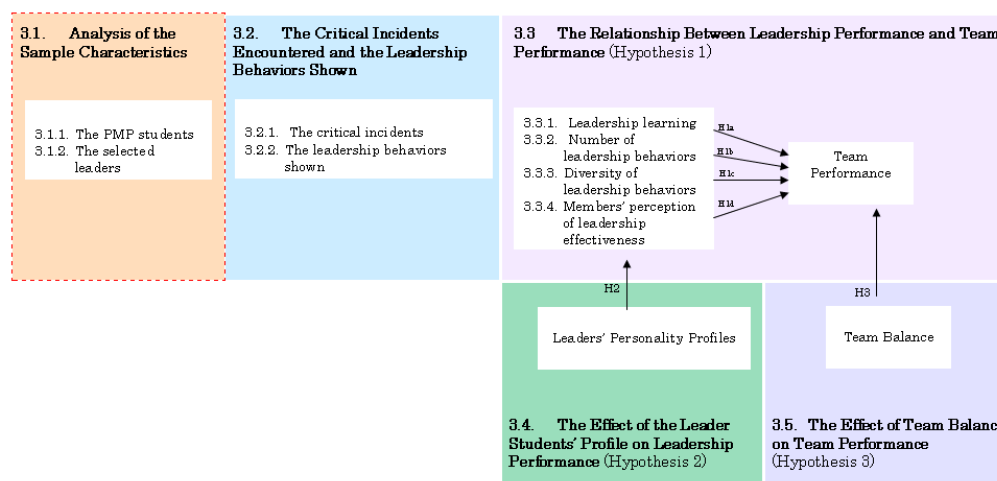 3.1. Analysis of the
Sample Characteristics
3.1.1. The PMP students
3.1.2. The selected
leaders
3.2. The Critical Incidents
Encountered and the Leadership
Behaviors Shown
3.2.1. The critical incidents
3.2.2. The leadership behaviors
shown
3.3 The Relationship Between Leadership Performance and Team
Performance (Hypothesis 1)
3.3.1. Leadership learning
3.3.2. Number of
leadership behaviors
3.3.3. Diversity of
leadership behaviors
3.3.4. Members' perception
of leadership
effectiveness
H1a
H1b
H1c
H1d
Team
Performance
H2
H3
Leaders' Personality Profiles
Team Balance
3.4. The Effect of the Leader
Students' Profile on Leadership
Performance (Hypothesis 2)
3.5. The Effect of Team Balanc
on Team Performance
(Hypothesis 3)